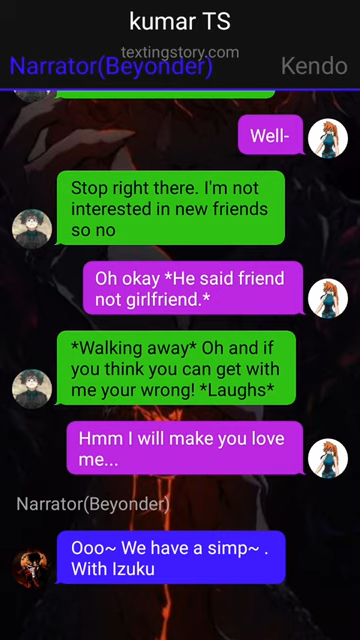 kumar TS
textingstory.com
Narrator(Beyonder)
Kendo
Well-
Stop right there. I'm not
interested in new friends
so no
Oh okay *He said friend
not girlfriend.*
*Walking away* Oh and if
you think you can get with
me your wrong! *Laughs*
Hmm I will make you love
me...
Narrator(Beyonder)
Ooo~ We have a simp~ .
With Izuku